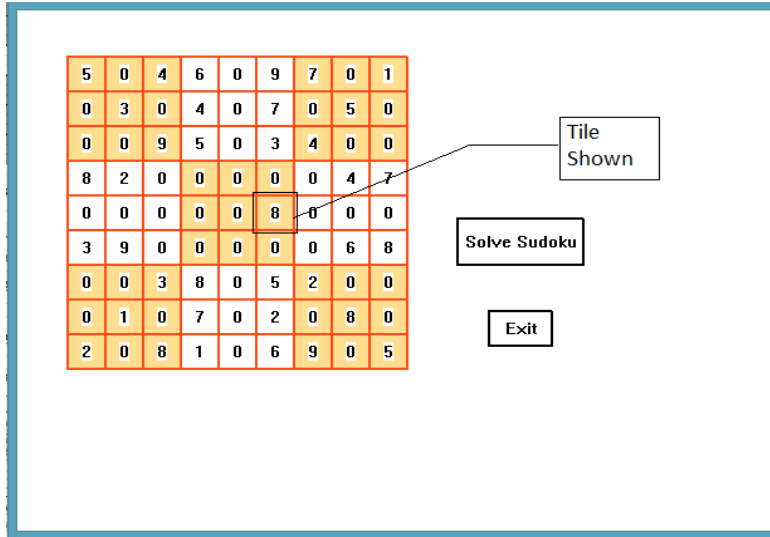 5 0 4 6 0 9 7 0 1
0 3 0 4 0 7 0 5 0
0 0 9 5 0 3 4 0 0
8 2 0 0 0 0 0 4 7
0 0 0 0 0 8 0 0 0
3 9 0 0 0 0 0 6 8
0 0 3 8 0 5 2 0 0
0 1 0 7 0 2 0 8 0
2 0 8 1 0 6 9 0 5
Tile
Shown
Solve Sudoku
Exit